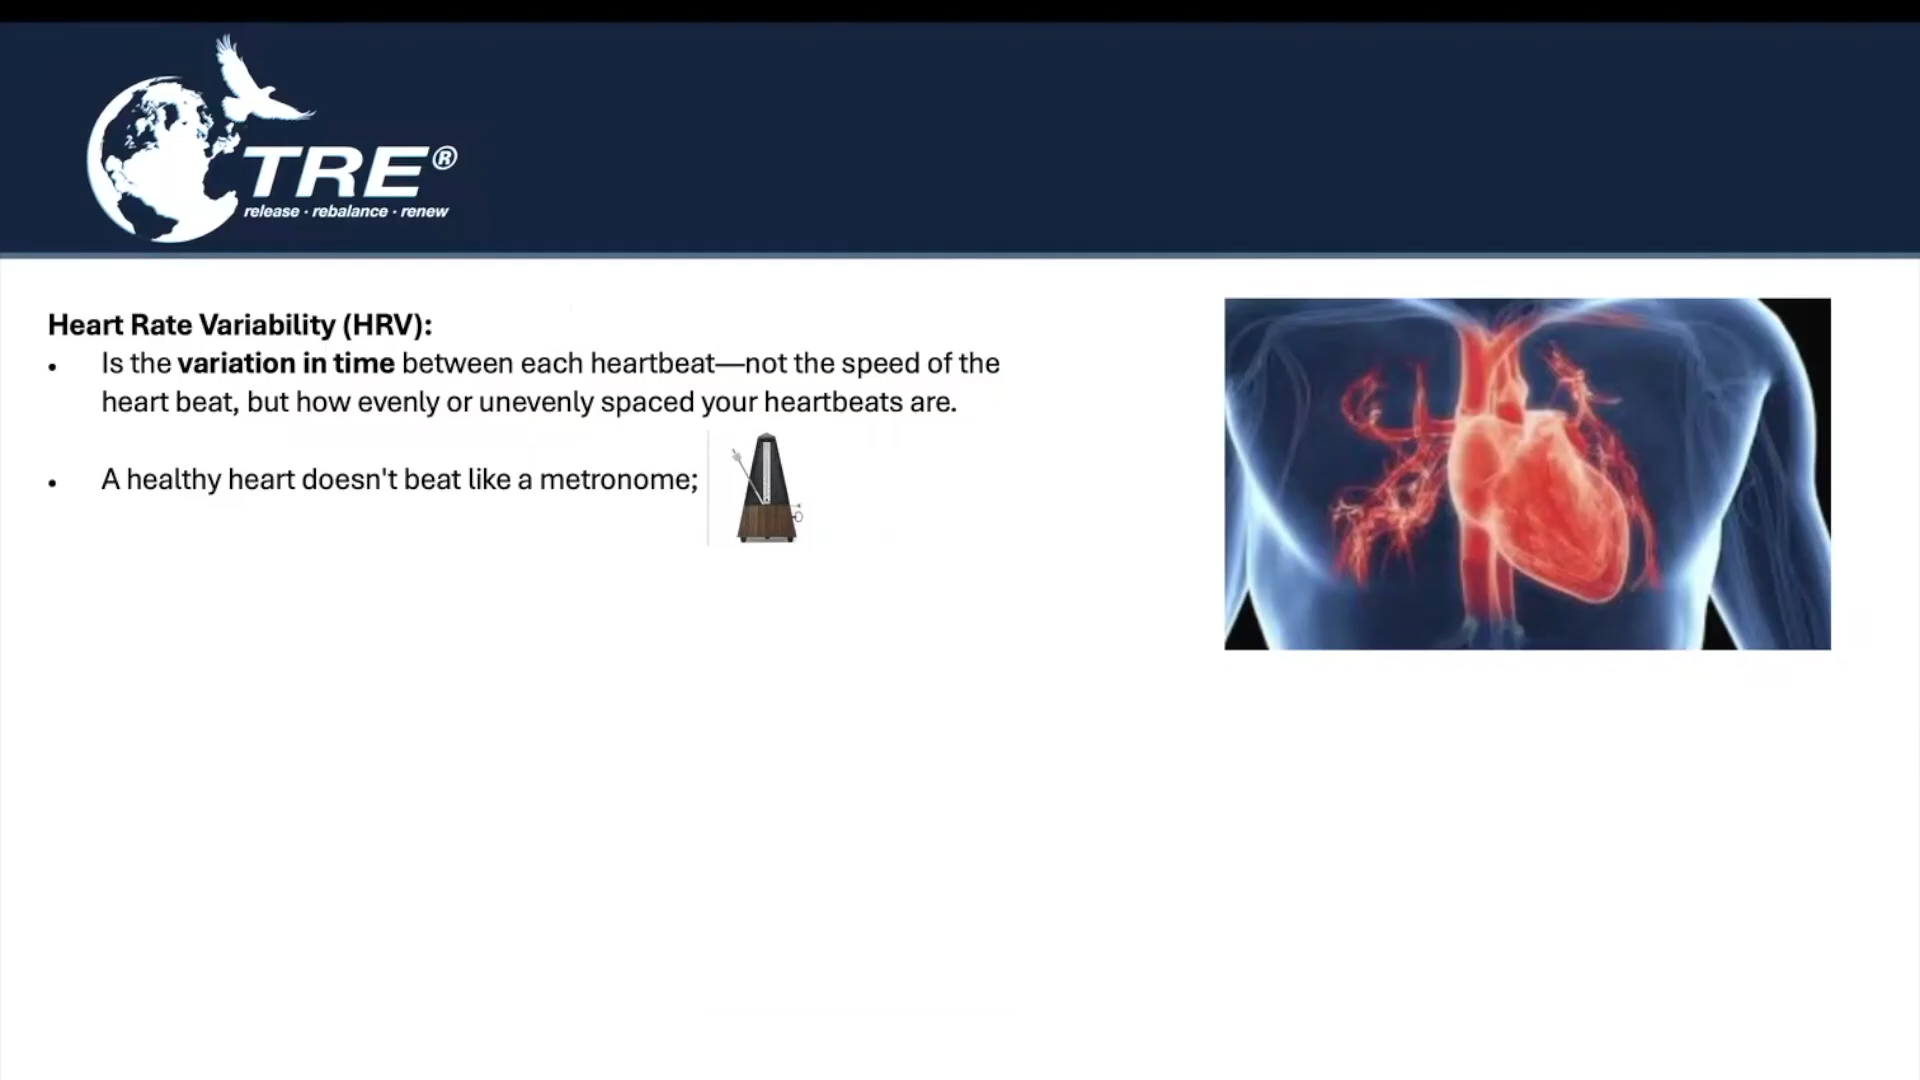 TRE®
release · rebalance · renew
Heart Rate Variability (HRV):
• Is the variation in time between each heartbeat—not the speed of the
heart beat, but how evenly or unevenly spaced your heartbeats are.
• A healthy heart doesn't beat like a metronome;